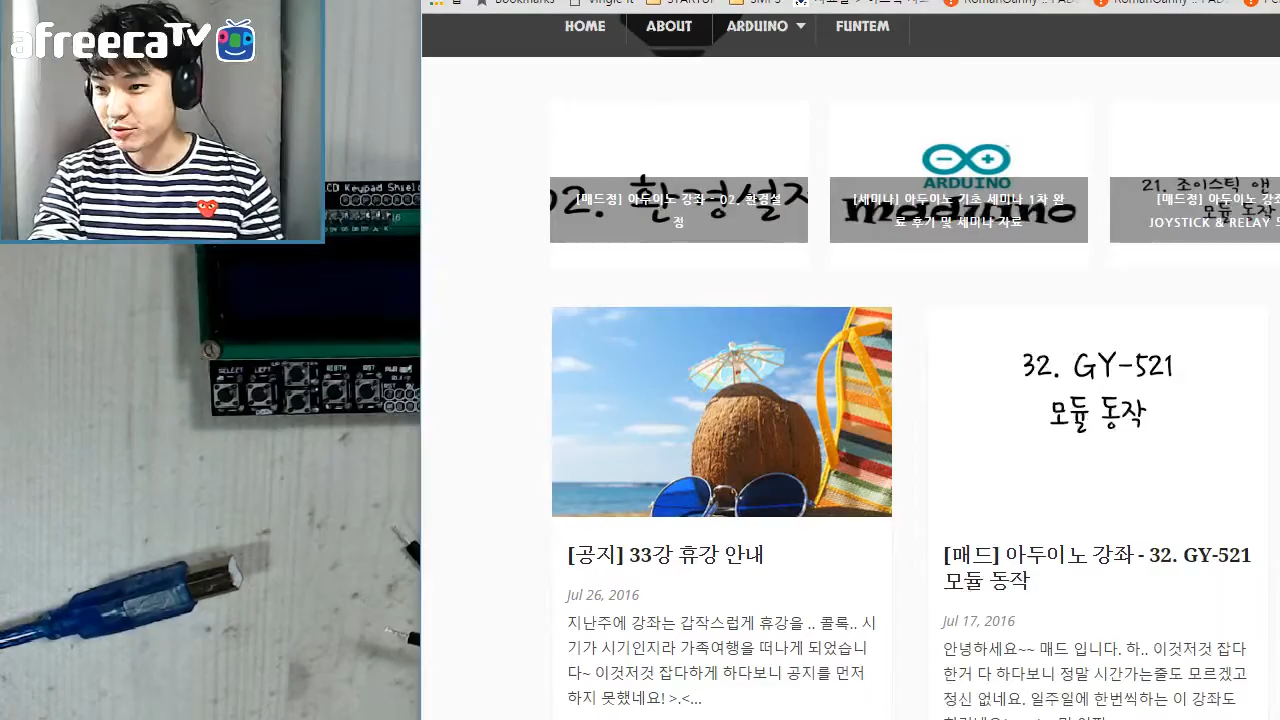 afreecaTV
Bookmarks
HOME
ABOUT
ARDUINO
FUNTEM
LCD Keypad Shield
SELECT
LEFT
RST
02. 환경설정
[매드정] 아두이노 강좌 - 02. 환경설
정
ARDUINO
[세미나] 아두이노 기초 세미나 1차 완
료 후기 및 세미나 자료
21. 조이스틱 앤
[매드정] 아두이노 강좌
JOYSTICK & RELAY
32. GY-521
모듈 동작
[공지] 33강 휴강 안내
Jul 26, 2016
지난주에 강좌는 갑작스럽게 휴강을 .. 콜록.. 시
기가 시기인지라 가족여행을 떠나게 되었습니
다~ 이것저것 잡다하게 하다보니 공지를 먼저
하지 못했네요! >.<...
[매드] 아두이노 강좌 - 32. GY-521
모듈 동작
Jul 17, 2016
안녕하세요~~ 매드 입니다. 하.. 이것저것 잡다
한거 다 하다보니 정말 시간가는줄도 모르겠고
정신 없네요. 일주일에 한번씩하는 이 강좌도